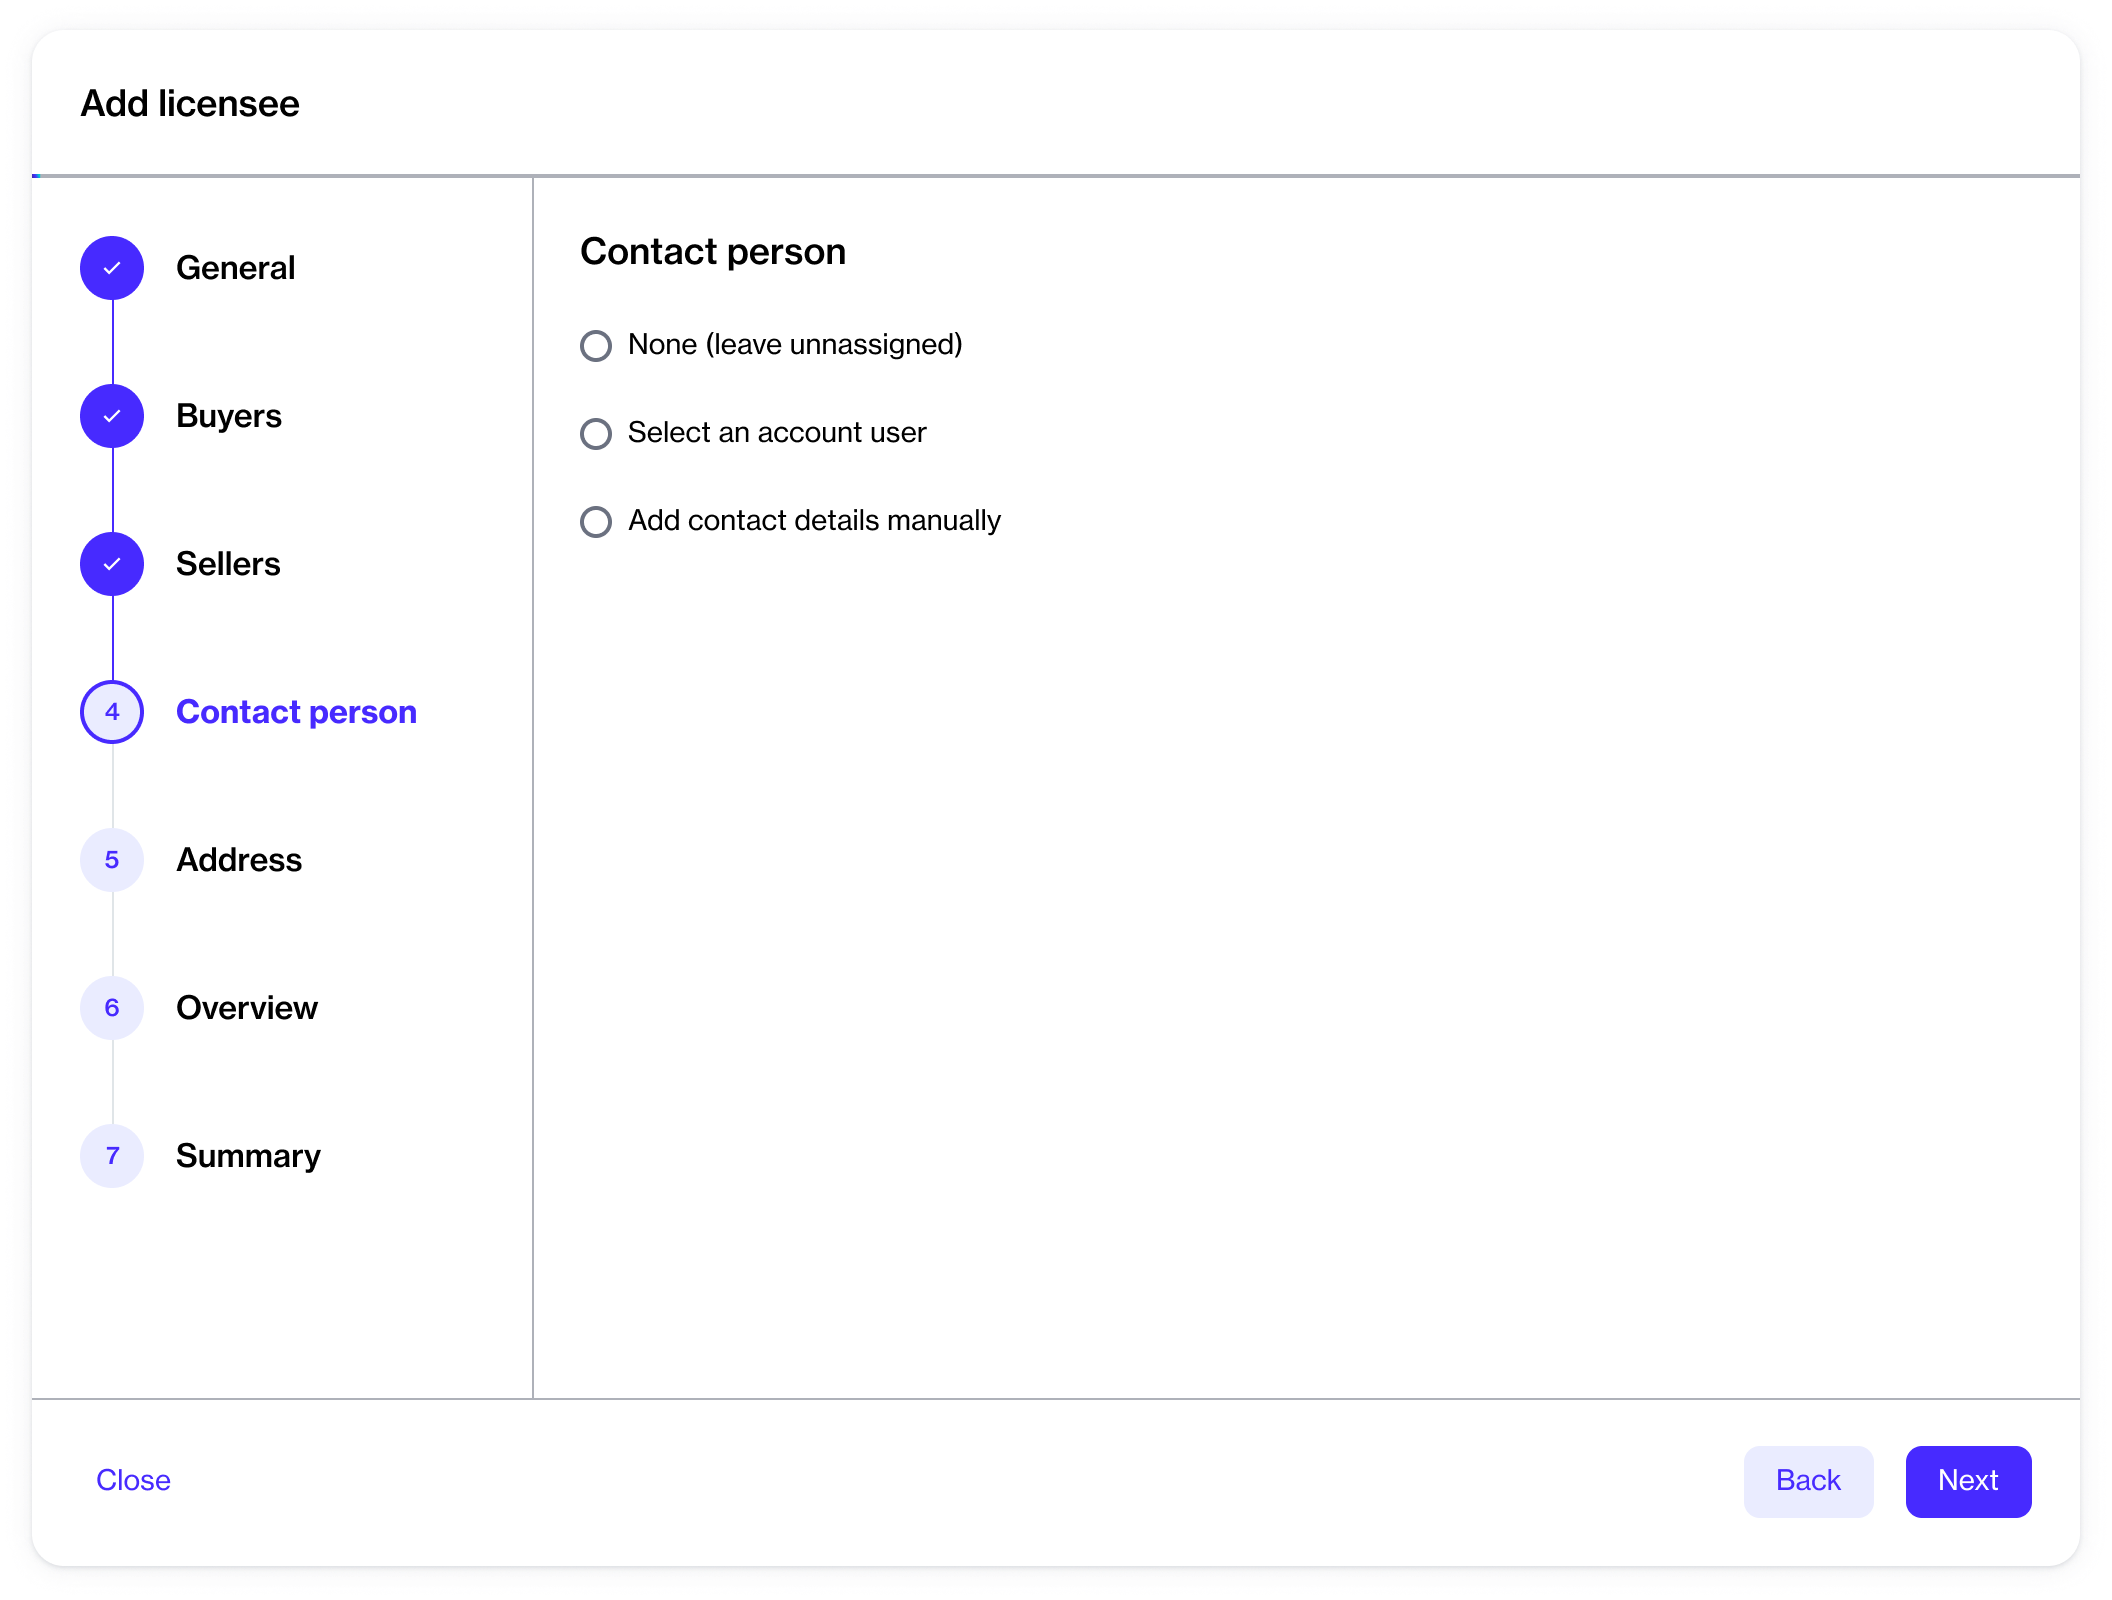 Add licensee
General
Buyers
Sellers
4 Contact person
5 Address
6 Overview
7 Summary
Contact person
None (leave unnassigned)
Select an account user
Add contact details manually
Close
Back
Next